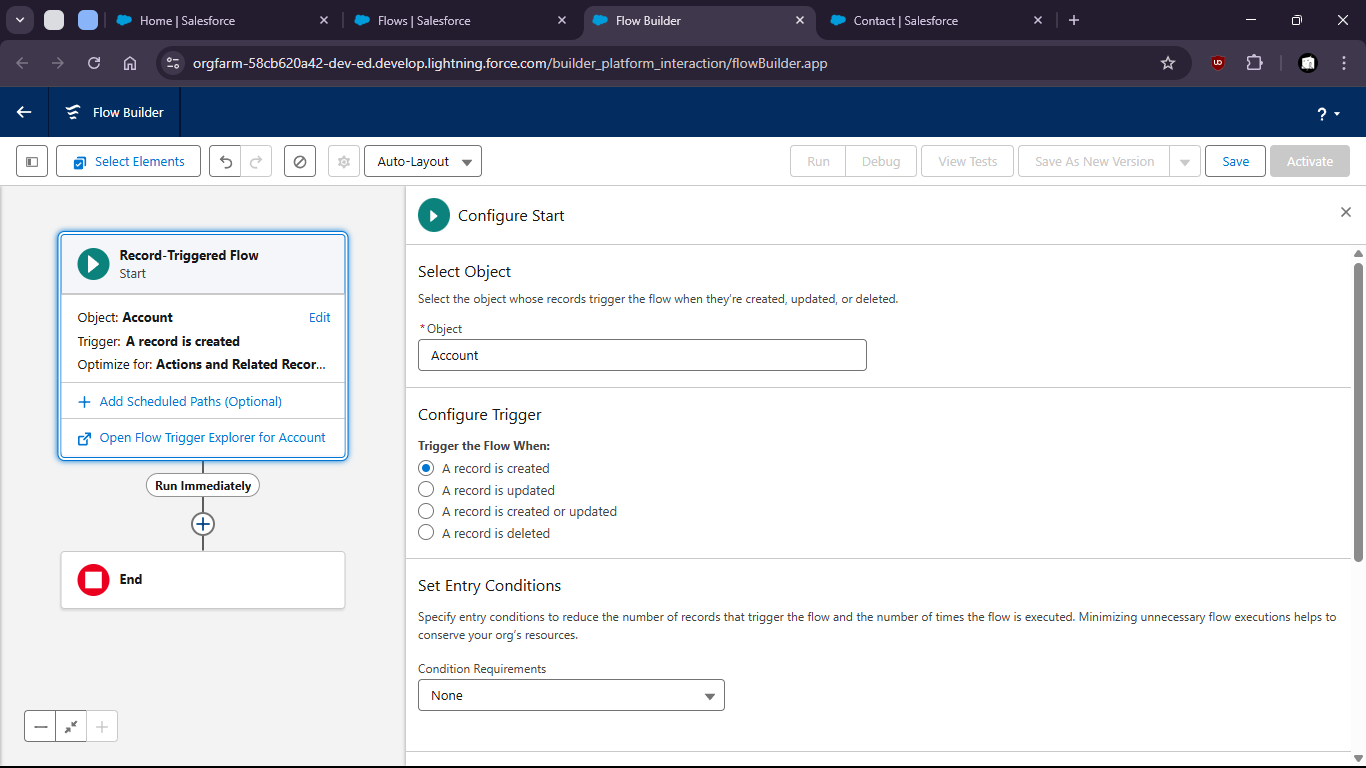 Home | Salesforce
Flows | Salesforce
Flow Builder
Contact | Salesforce
orgfarm-58cb620a42-dev-ed.develop.lightning.force.com/builder_platform_interaction/flowBuilder.app
Flow Builder
?
Select Elements
Auto-Layout
Run
Debug
View Tests
Save As New Version
Save
Activate
Record-Triggered Flow
Start
Object: Account
Edit
Trigger: A record is created
Optimize for: Actions and Related Recor...
Add Scheduled Paths (Optional)
Open Flow Trigger Explorer for Account
Run Immediately
End
Configure Start
Select Object
Select the object whose records trigger the flow when they're created, updated, or deleted.
*Object
Account
Configure Trigger
Trigger the Flow When:
A record is created
A record is updated
A record is created or updated
A record is deleted
Set Entry Conditions
Specify entry conditions to reduce the number of records that trigger the flow and the number of times the flow is executed. Minimizing unnecessary flow executions helps to
conserve your org's resources.
Condition Requirements
None